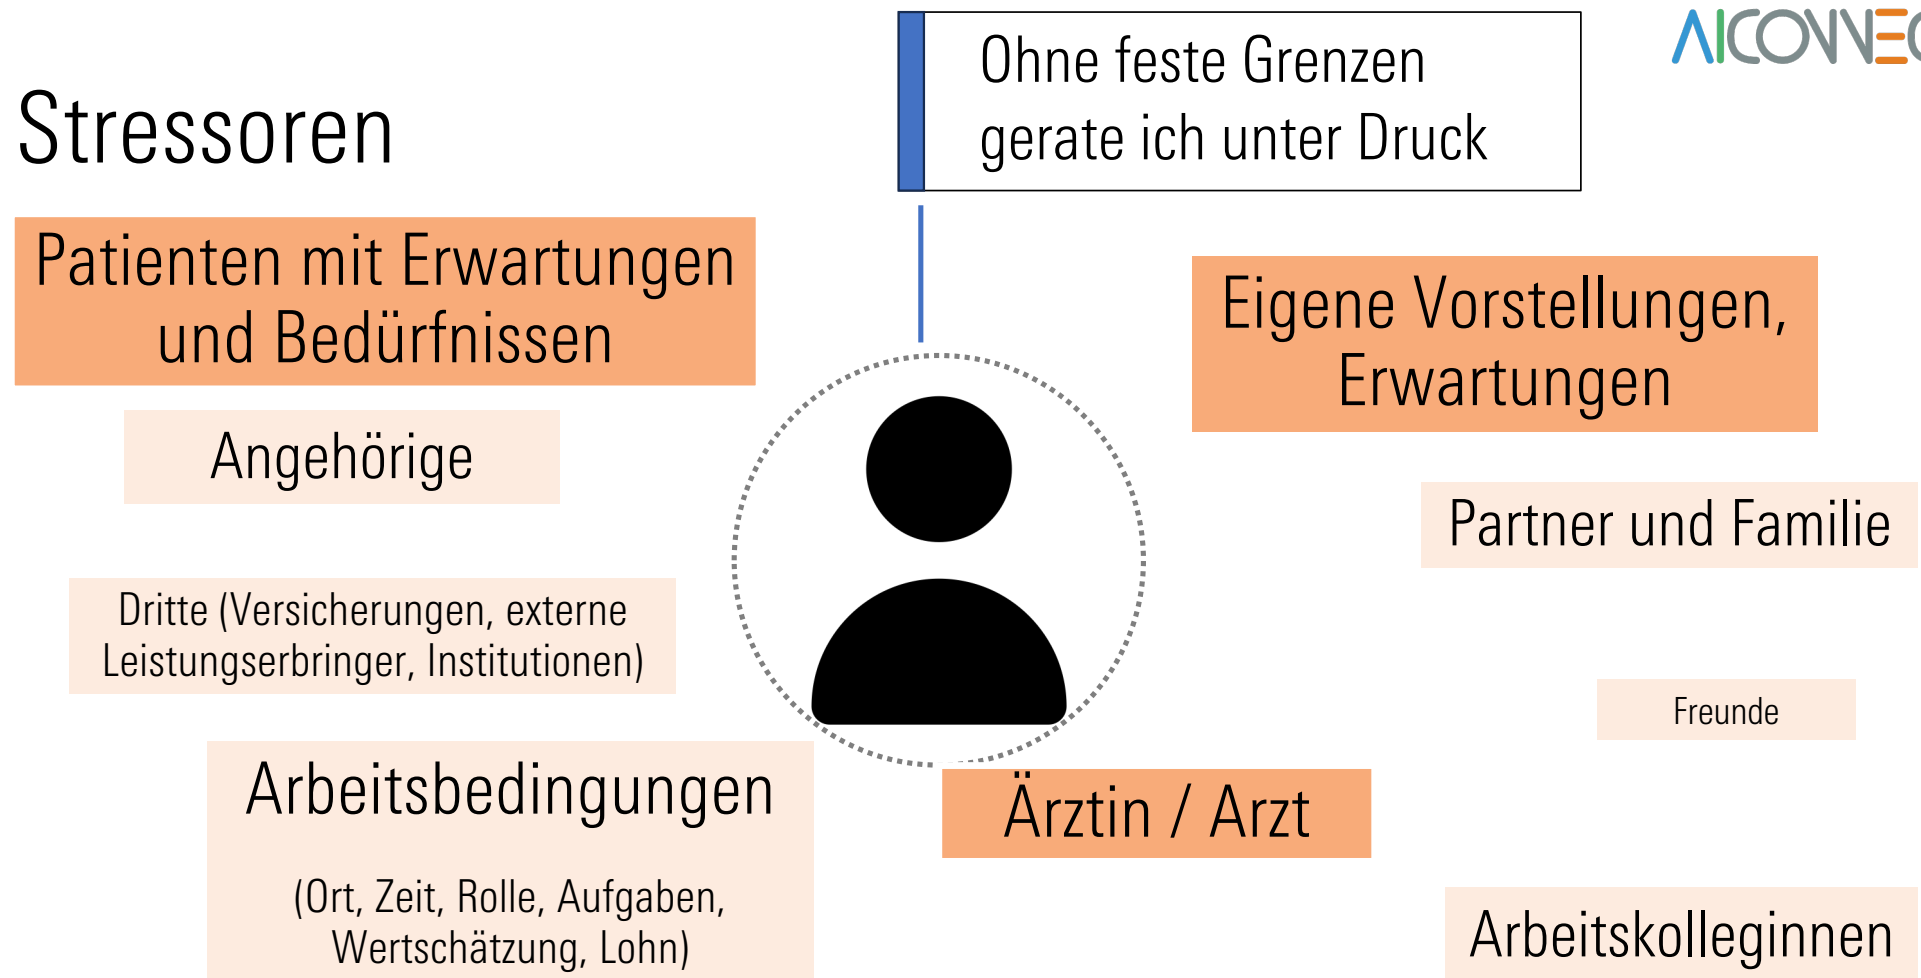 AICONNEC
Ohne feste Grenzen
gerate ich unter Druck
Stressoren
Patienten mit Erwartungen
und Bedürfnissen
Eigene Vorstellungen,
Erwartungen
Angehörige
Partner und Familie
Dritte (Versicherungen, externe
Leistungserbringer, Institutionen)
Freunde
Arbeitsbedingungen
(Ort, Zeit, Rolle, Aufgaben,
Wertschätzung, Lohn)
Ärztin / Arzt
Arbeitskolleginnen